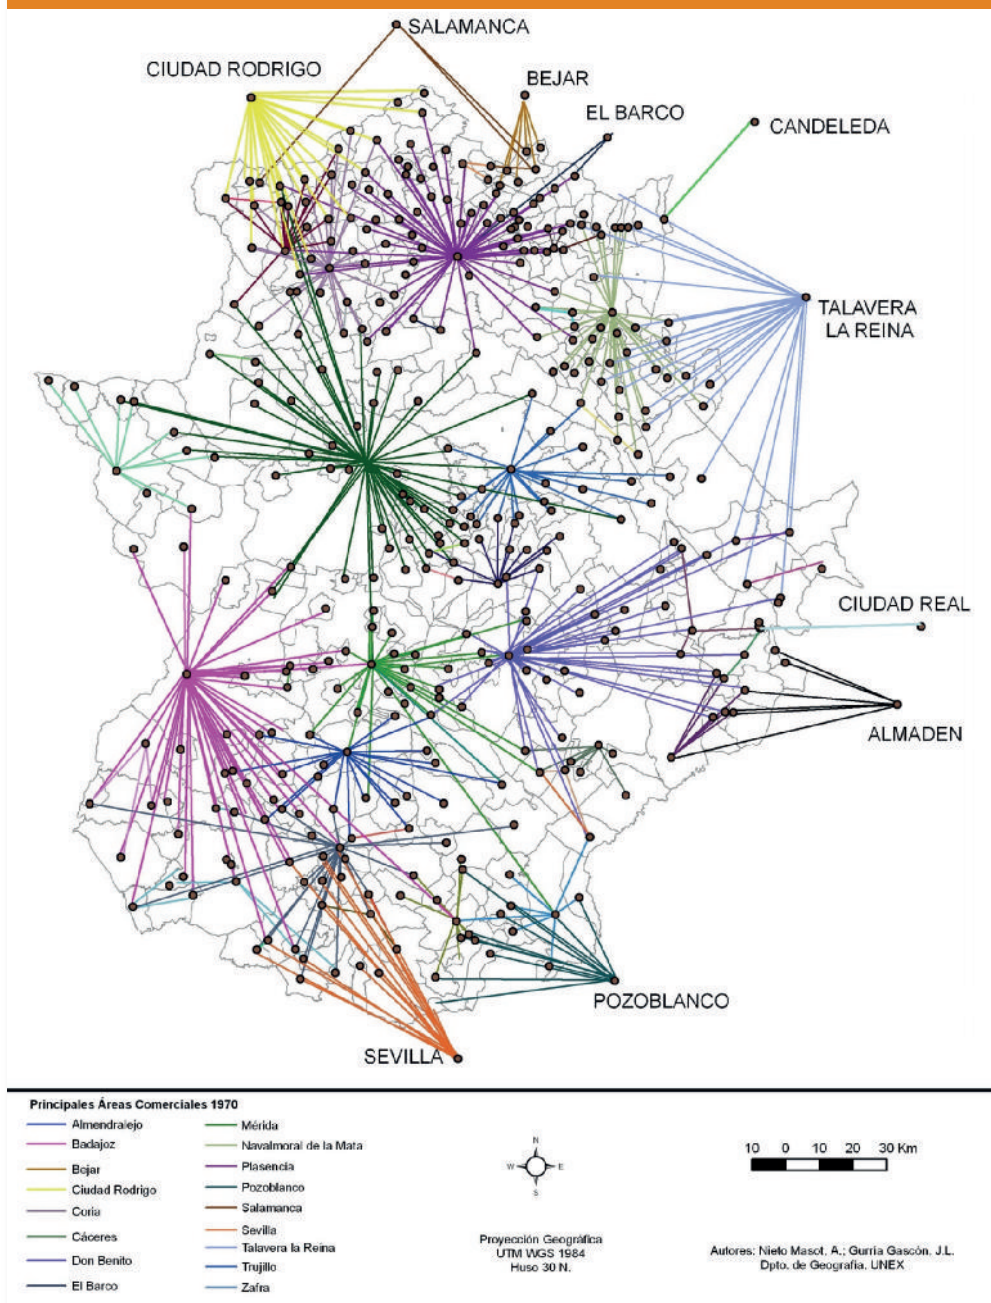 SALAMANCA
CIUDAD RODRIGO
BEJAR
EL BARCO
CANDELEDA
TALAVERA
LA REINA
CIUDAD REAL
ALMADEN
POZOBLANCO
SEVILLA
Principales Áreas Comerciales 1970
Almendralejo
Badajoz
Bejar
Ciudad Rodrigo
Coria
Cáceres
Don Benito
El Barco
Mérida
Navalmoral de la Mata
Plasencia
Pozoblanco
Salamanca
Sevilla
Talavera la Reina
Trujillo
Zafra
N
W E
S
Proyección Geográfica
UTM WGS 1984
Huso 30 N.
10 0 10 20 30 Km
Autores: Nieto Masot, A.; Gurría Gascón, J.L.
Dpto. de Geografía. UNEX